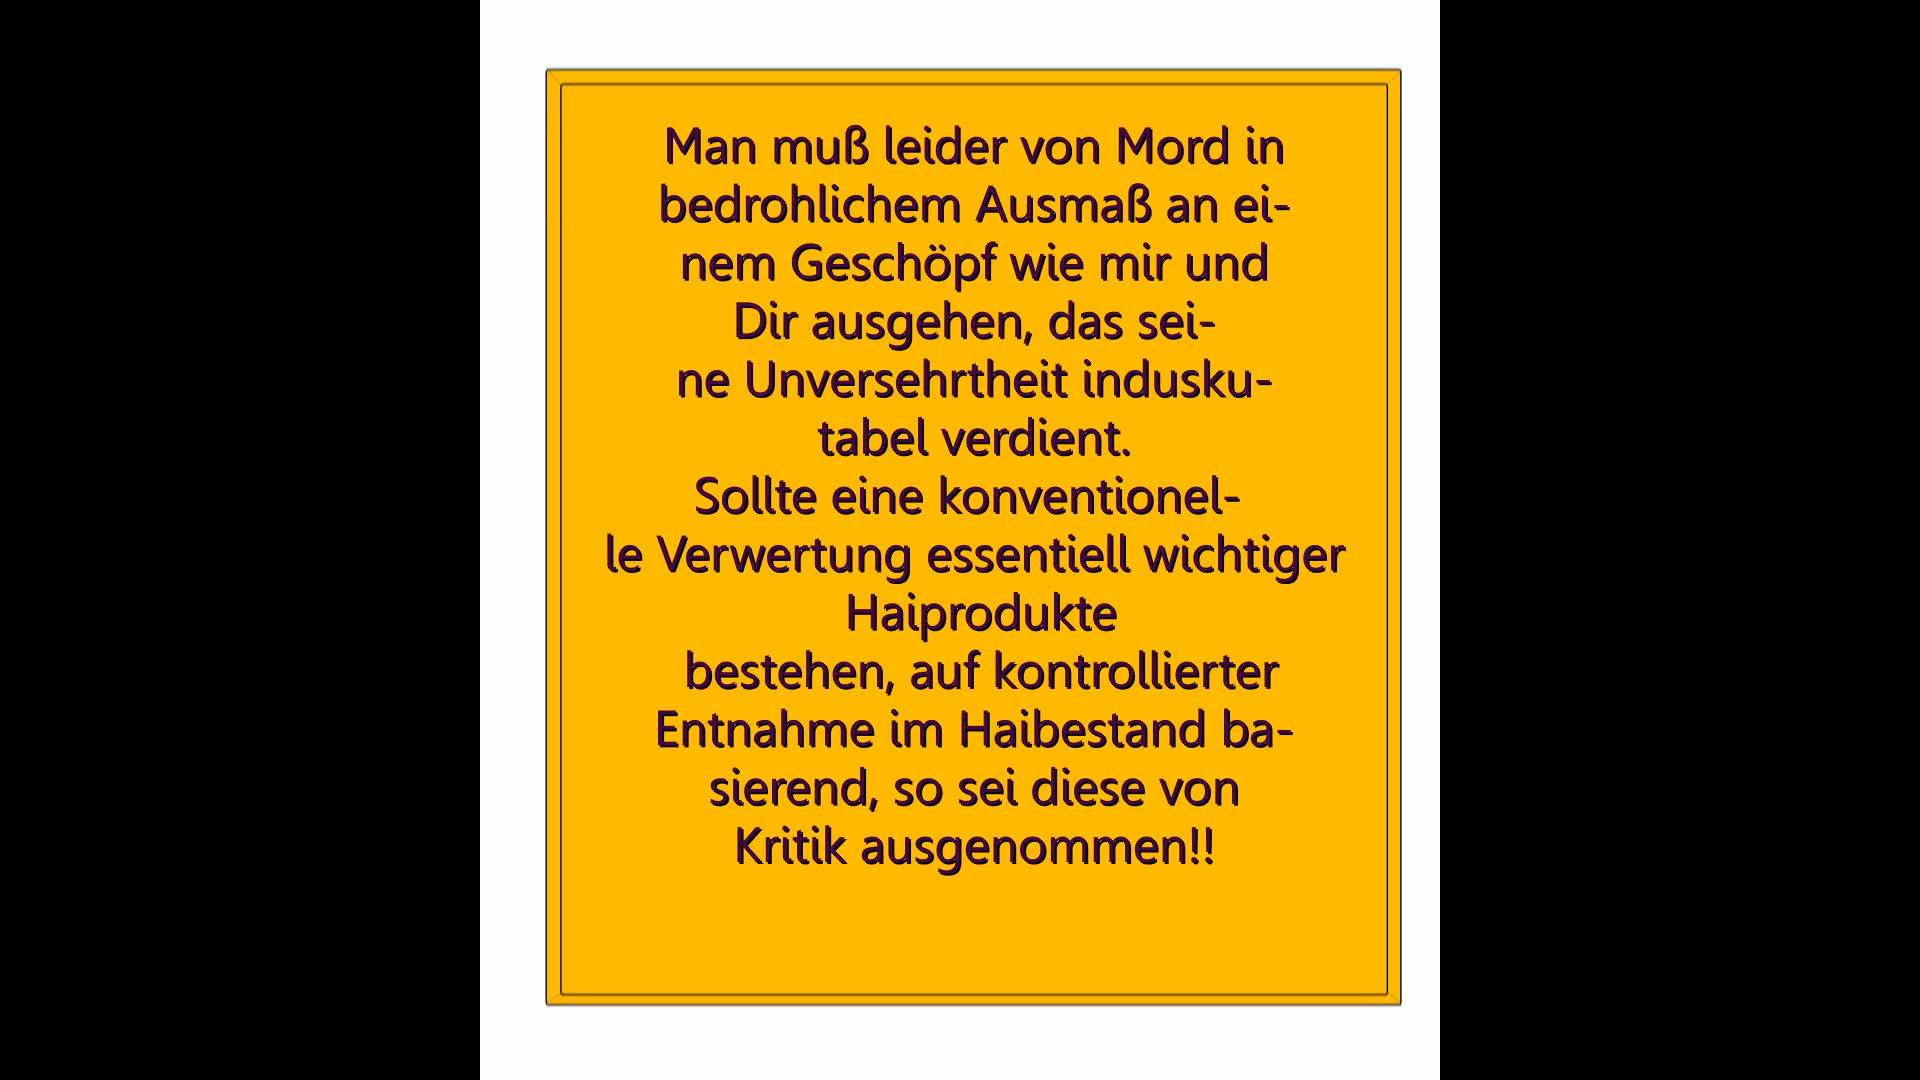 Man muß leider von Mord in
bedrohlichem Ausmaß an ei-
nem Geschöpf wie mir und
Dir ausgehen, das sei-
ne Unversehrtheit indusku-
tabel verdient.
Sollte eine konventionel-
le Verwertung essentiell wichtiger
Haiprodukte
bestehen, auf kontrollierter
Entnahme im Haibestand ba-
sierend, so sei diese von
Kritik ausgenommen!!